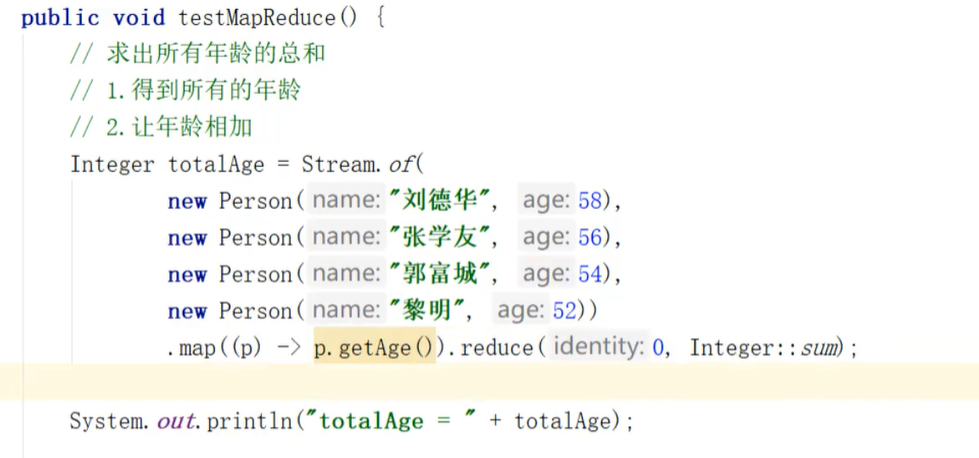 public void testMapReduce() {
// 求出所有年龄的总和
// 1.得到所有的年龄
// 2.让年龄相加
Integer totalAge = Stream.of(
new Person( name: "刘德华", age: 58),
new Person( name: "张学友", age: 56),
new Person( name: "郭富城", age: 54),
new Person( name: "黎明", age: 52))
.map((p) -> p.getAge()).reduce( identity: 0, Integer::sum);
System.out.println("totalAge = " + totalAge);